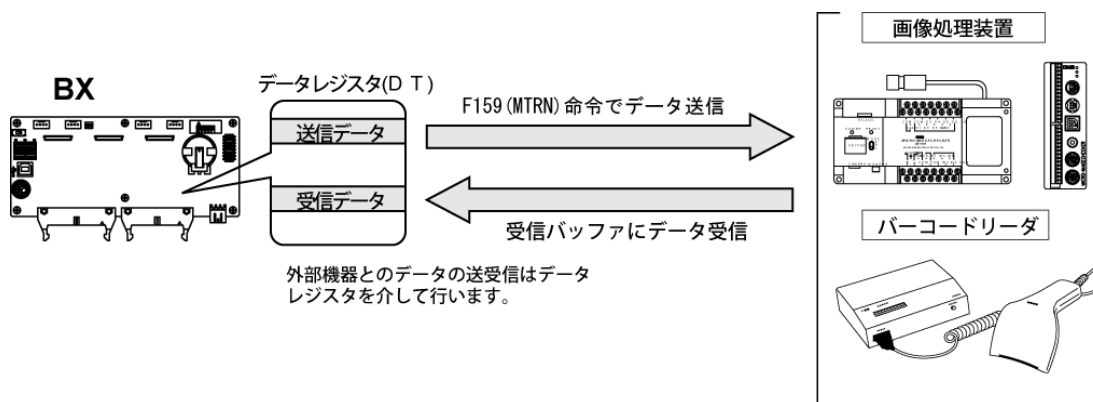 BX
データレジスタ(ＤＴ)
送信データ
受信データ
外部機器とのデータの送受信はデータ
レジスタを介して行います。
F159(MTRN)命令でデータ送信
受信バッファにデータ受信
画像処理装置
バーコードリーダ